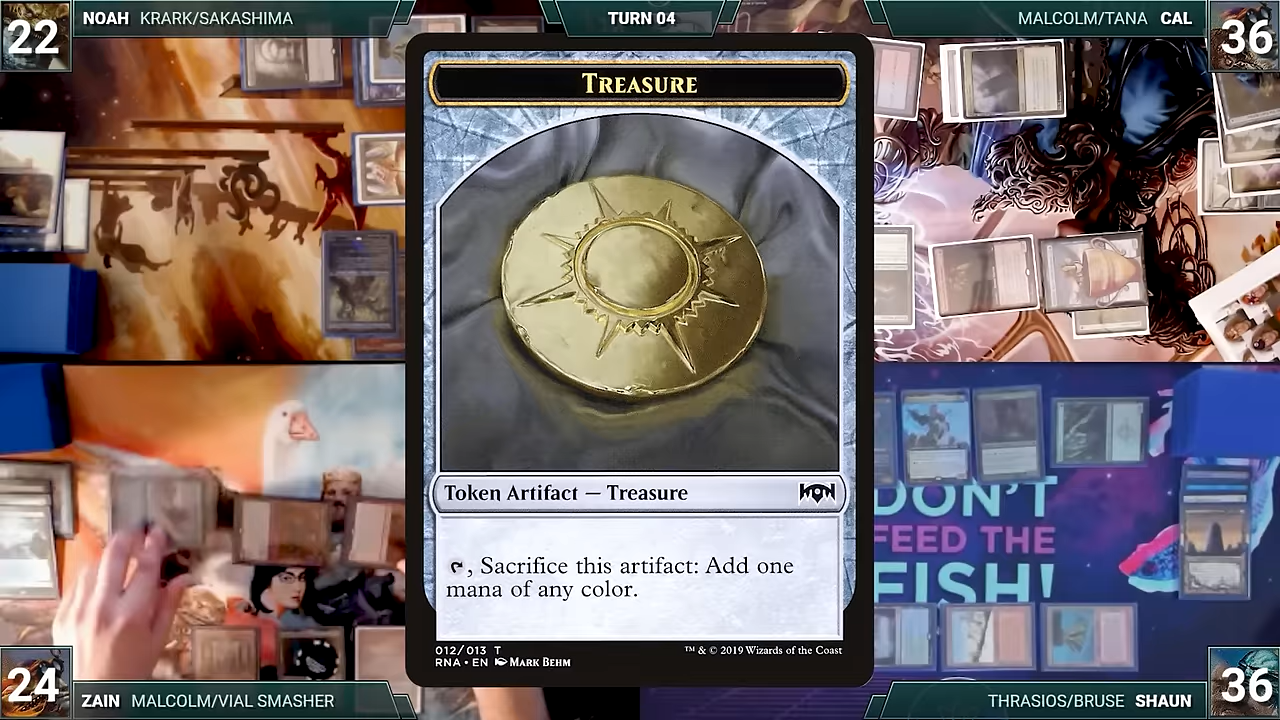 22
NOAH KRARK/SAKASHIMA
TURN 04
MALCOLM/TANA CAL
36
TREASURE
Token Artifact — Treasure
, Sacrifice this artifact: Add one
mana of any color.
012/013 T
RNA • EN MARK BEHM
™ & © 2019 Wizards of the Coast
DON'T
FEED THE
FISH!
24
ZAIN MALCOLM/VIAL SMASHER
THRASIOS/BRUSE SHAUN
36